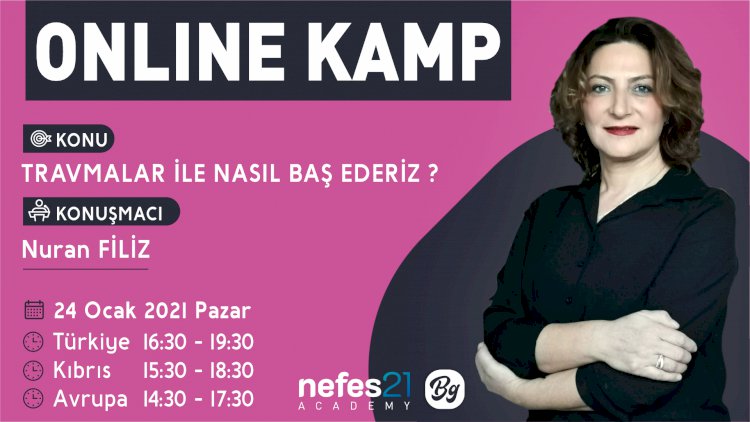 ONLINE KAMP
KONU
TRAVMALAR İLE NASIL BAŞ EDERİZ ?
KONUŞMACI
Nuran FİLİZ
24 Ocak 2021 Pazar
Türkiye 16:30 - 19:30
Kıbrıs 15:30 - 18:30
Avrupa 14:30 - 17:30
nefes21
ACADEMY
Bg